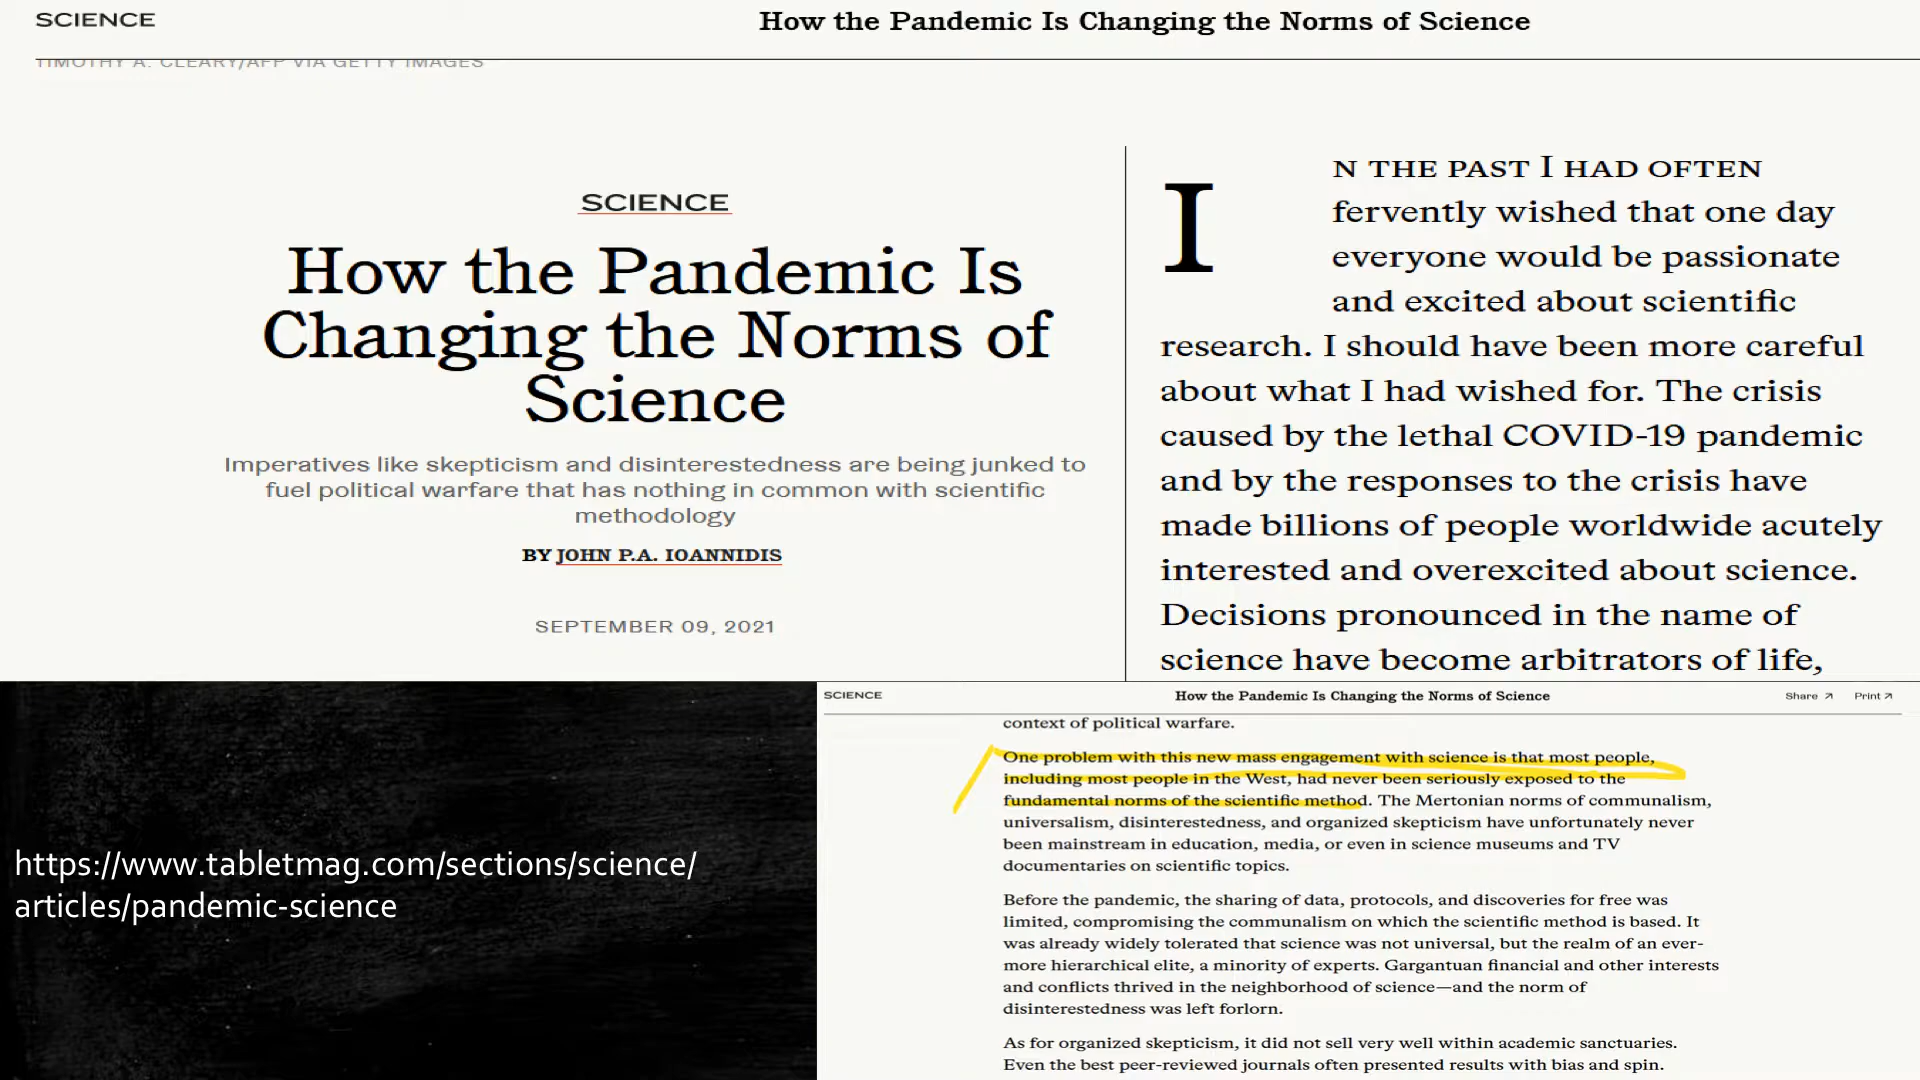 SCIENCE
How the Pandemic Is Changing the Norms of Science
TIMOTHY A. CLEARY/AFP VIA GETTY IMAGES
SCIENCE
How the Pandemic Is
Changing the Norms of
Science
Imperatives like skepticism and disinterestedness are being junked to
fuel political warfare that has nothing in common with scientific
methodology
BY JOHN P.A. IOANNIDIS
SEPTEMBER 09, 2021
IN THE PAST I HAD OFTEN
fervently wished that one day
everyone would be passionate
and excited about scientific
research. I should have been more careful
about what I had wished for. The crisis
caused by the lethal COVID-19 pandemic
and by the responses to the crisis have
made billions of people worldwide acutely
interested and overexcited about science.
Decisions pronounced in the name of
science have become arbitrators of life,
https://www.tabletmag.com/sections/science/
articles/pandemic-science
SCIENCE
How the Pandemic Is Changing the Norms of Science
Share ↗ Print ↗
context of political warfare.
One problem with this new mass engagement with science is that most people,
including most people in the West, had never been seriously exposed to the
fundamental norms of the scientific method. The Mertonian norms of communalism,
universalism, disinterestedness, and organized skepticism have unfortunately never
been mainstream in education, media, or even in science museums and TV
documentaries on scientific topics.
Before the pandemic, the sharing of data, protocols, and discoveries for free was
limited, compromising the communalism on which the scientific method is based. It
was already widely tolerated that science was not universal, but the realm of an ever-
more hierarchical elite, a minority of experts. Gargantuan financial and other interests
and conflicts thrived in the neighborhood of science—and the norm of
disinterestedness was left forlorn.
As for organized skepticism, it did not sell very well within academic sanctuaries.
Even the best peer-reviewed journals often presented results with bias and spin.